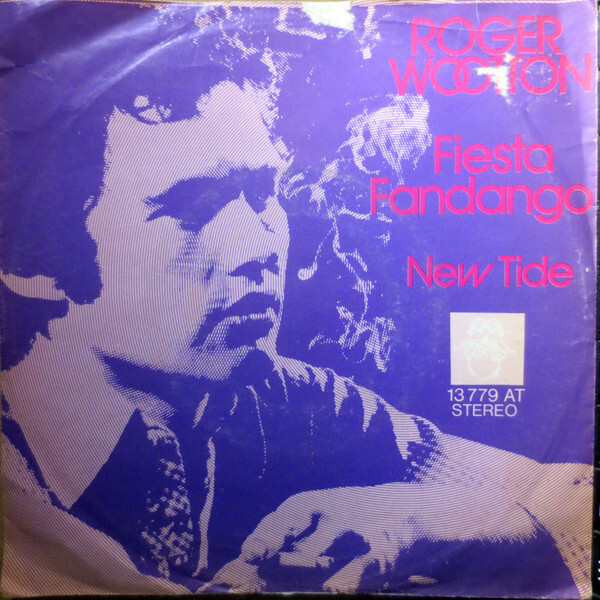 ROGER
WOOTTON
Fiesta
Fandango
New Tide
13 779 AT
STEREO